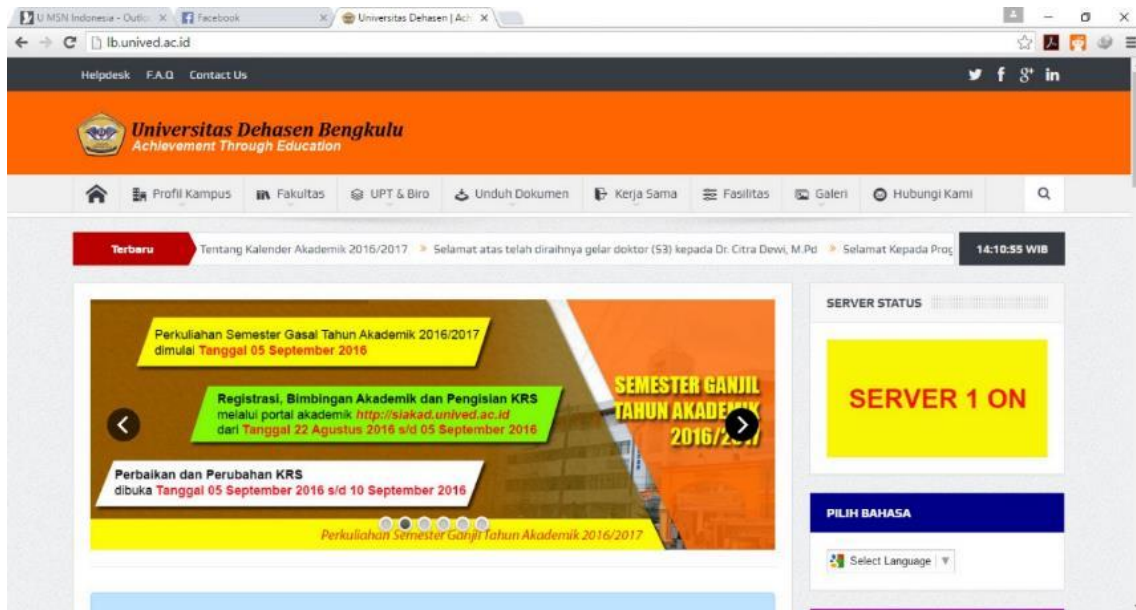 U MSN Indonesia - Outlo
Facebook
Universitas Dehasen | Ach
lb.unived.ac.id
Helpdesk F.A.Q Contact Us
Universitas Dehasen Bengkulu
Achievement Through Education
Profil Kampus Fakultas UPT & Biro Unduh Dokumen Kerja Sama Fasilitas Galeri Hubungi Kami
Terbaru Tentang Kalender Akademik 2016/2017 » Selamat atas telah diraihnya gelar doktor (S3) kepada Dr. Citra Dewi, M.Pd » Selamat Kepada Prog 14:10:55 WIB
Perkuliahan Semester Gasal Tahun Akademik 2016/2017
dimulai Tanggal 05 September 2016
Registrasi, Bimbingan Akademik dan Pengisian KRS
melalui portal akademik http://siakad.unived.ac.id
dari Tanggal 22 Agustus 2016 s/d 05 September 2016
Perbaikan dan Perubahan KRS
dibuka Tanggal 05 September 2016 s/d 10 September 2016
SEMESTER GANJIL
TAHUN AKADEMIK
2016/2017
Perkuliahan Semester Ganjil Tahun Akademik 2016/2017
SERVER STATUS
SERVER 1 ON
PILIH BAHASA
Select Language